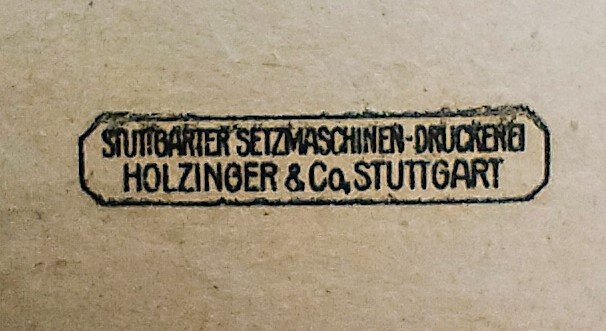 STUTTGARTER SETZMASCHINEN-DRUCKEREI
HOLZINGER & Co., STUTTGART